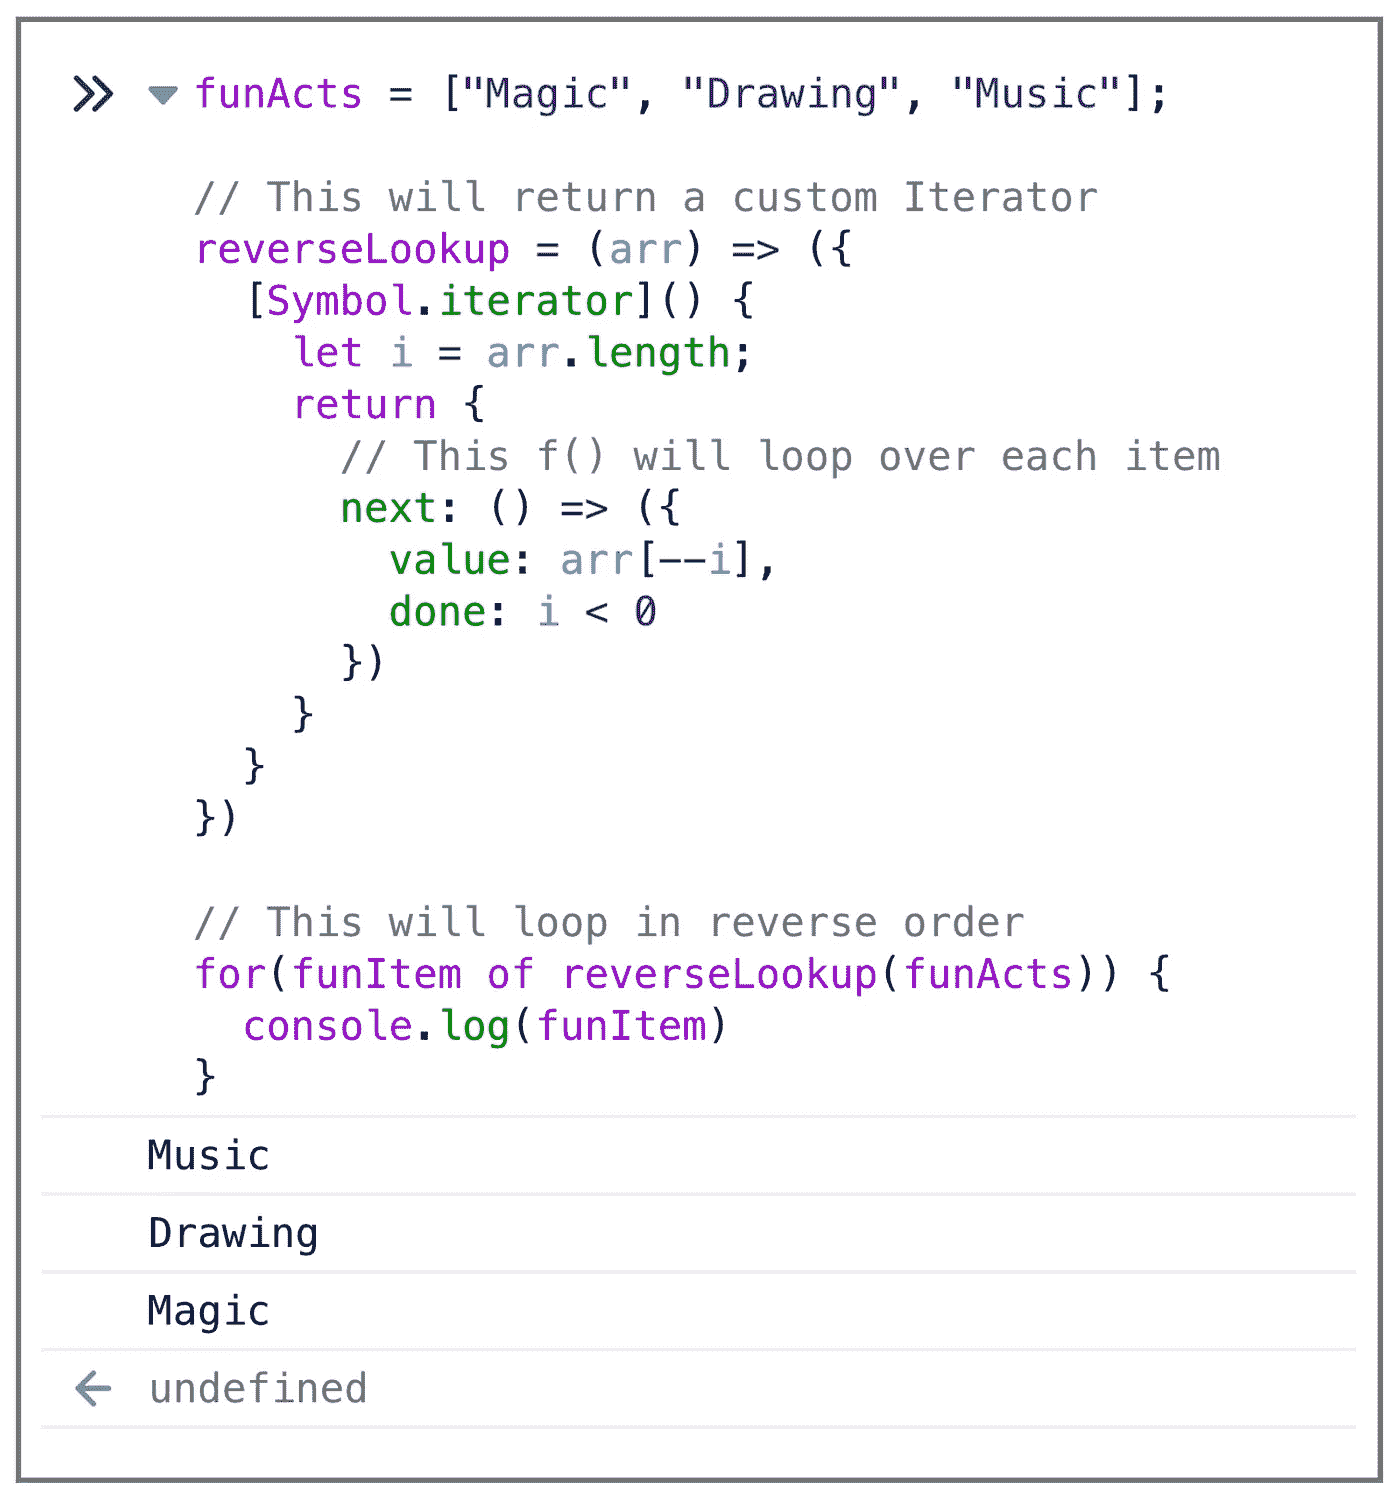 funActs = ["Magic", "Drawing", "Music"];
// This will return a custom Iterator
reverseLookup = (arr) => ({
  [Symbol.iterator]() {
    let i = arr.length;
    return {
      // This f() will loop over each item
      next: () => ({
        value: arr[--i],
        done: i < 0
      })
    }
  }
})
// This will loop in reverse order
for(funItem of reverseLookup(funActs)) {
  console.log(funItem)
}
Music
Drawing
Magic
undefined